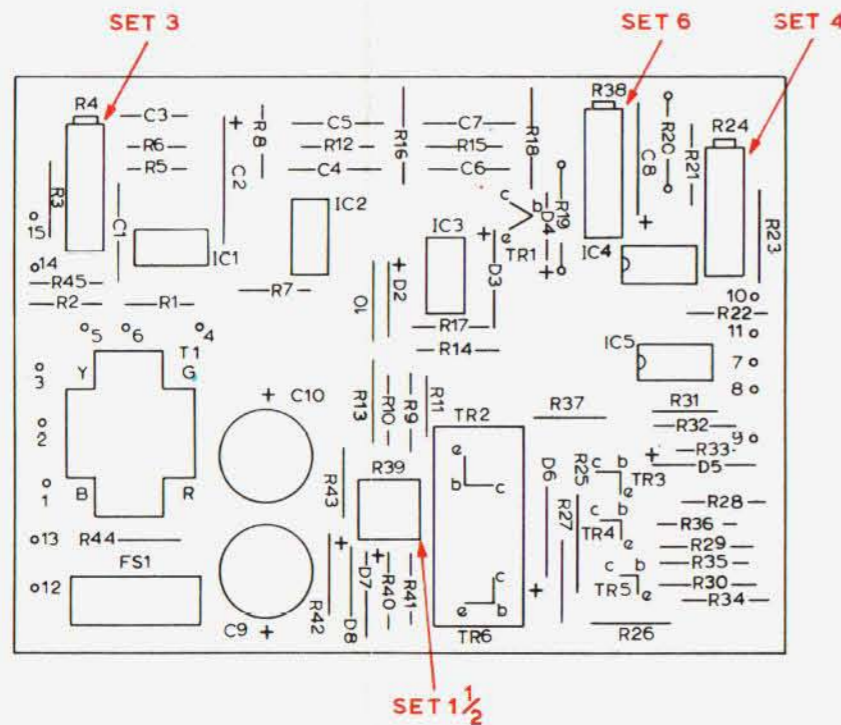 SET 3
SET 6
SET 4
R4
C3
R6
R5
R3
C1
+
C2
R8
C5
R12
C4
R16
C7
R15
C6
R18
R38
R20
C8
+
R21
R24
R23
15
14
R45
R2
R1
IC1
IC2
R7
D1
+
D2
IC3
+
D3
R17
R14
c
b
e
TR1
D4
+
R19
IC4
10
R22
11
IC5
7
8
5
6
4
T1
3
Y
G
2
1
B
R
13
R44
FS1
12
+
C10
C9
+
R13
R10
R9
R11
R43
R39
R42
+
D8
D7
+
R40
R41
TR2
e
b
c
c
e
b
TR6
R37
D6
+
R27
R25
R31
R32
R33
9
+
D5
c
b
e
TR3
R28
c
b
TR4
e
R36
R29
R35
c
b
TR5
e
R30
R34
R26
SET 1 1/2